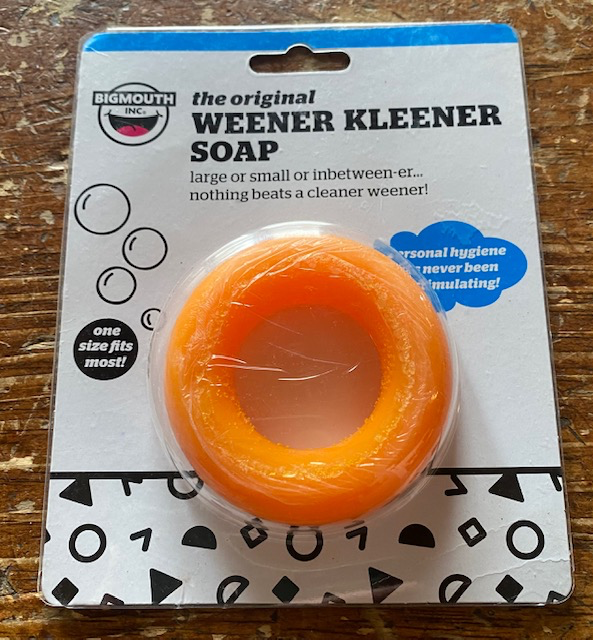 BIGMOUTH
INC.
the original
WEENER KLEENER
SOAP
large or small or inbetween-er...
nothing beats a cleaner weener!
hygiene
never been
one
size fits
most!